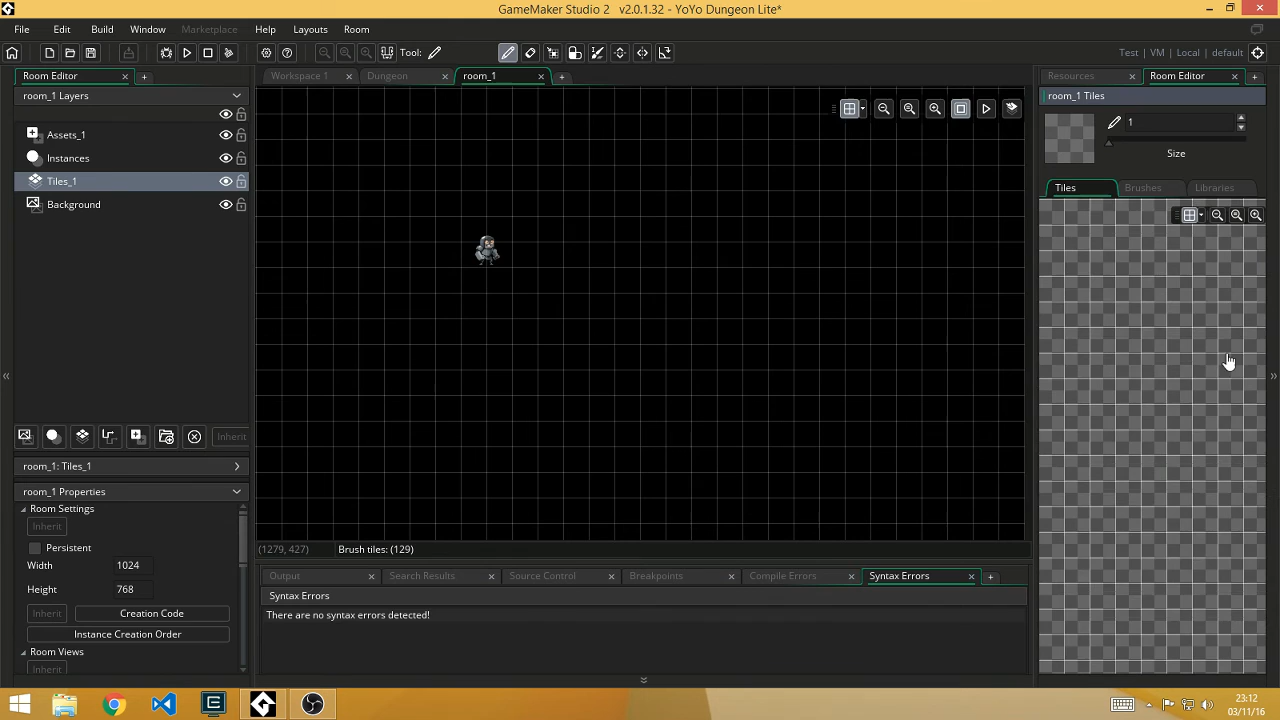 GameMaker Studio 2 v2.0.1.32 - YoYo Dungeon Lite*
File Edit Build Window Marketplace Help Layouts Room
Tool: Test | VM | Local | default
Room Editor
Workspace 1 Dungeon room_1
Resources Room Editor
room_1 Layers
room_1 Tiles
1
Size
Assets_1
Instances
Tiles_1
Background
Tiles Brushes Libraries
Inherit
room_1: Tiles_1
room_1 Properties
Room Settings
Inherit
Persistent
Width 1024
Height 768
Inherit Creation Code
Instance Creation Order
Room Views
Inherit
(1279, 427) Brush tiles: (129)
Output Search Results Source Control Breakpoints Compile Errors Syntax Errors
Syntax Errors
There are no syntax errors detected!
23:12
03/11/16